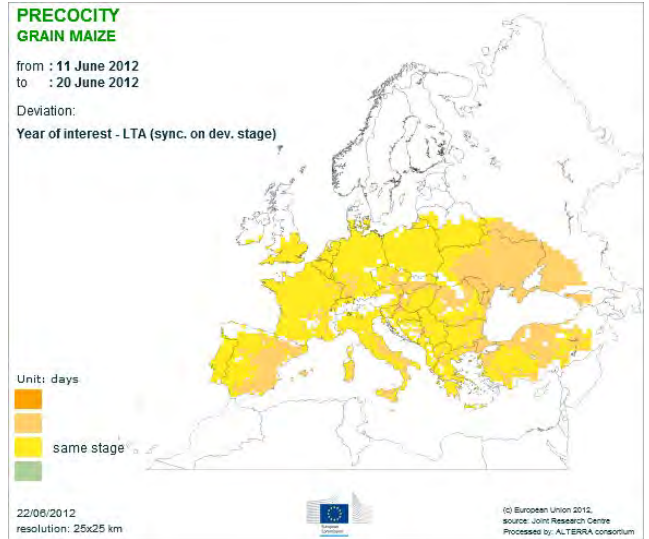 PRECOCITY
GRAIN MAIZE
from : 11 June 2012
to : 20 June 2012
Deviation:
Year of interest - LTA (sync. on dev. stage)
Unit: days
same stage
22/06/2012
resolution: 25x25 km
European
Commission
(c) European Union 2012,
source: Joint Research Centre
Processed by: ALTERRA consortium